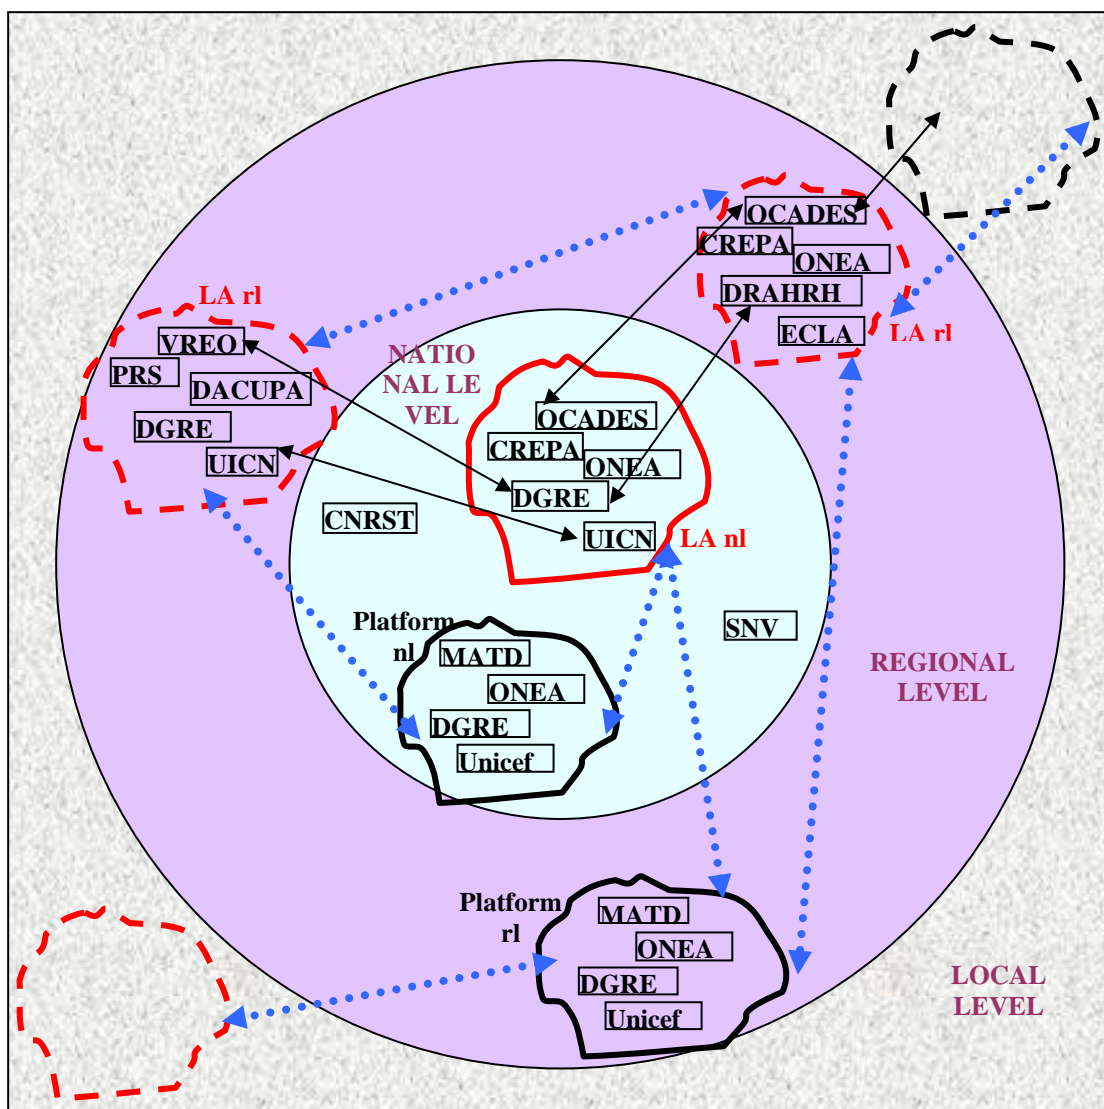 OCADES
CREPA
ONEA
DRAHRH
ECLA
LA rl
LA rl
VREO
PRS
DACUPA
DGRE
UICN
NATIO
NAL LE
VEL
OCADES
CREPA
ONEA
DGRE
UICN
LA nl
CNRST
SNV
Platform
nl
MATD
ONEA
DGRE
Unicef
REGIONAL
LEVEL
Platform
rl
MATD
ONEA
DGRE
Unicef
LOCAL
LEVEL